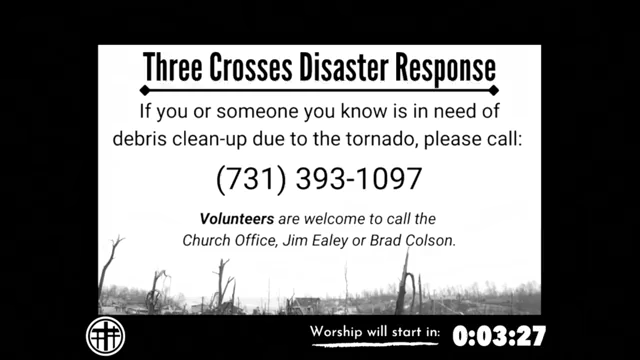 Three Crosses Disaster Response
If you or someone you know is in need of
debris clean-up due to the tornado, please call:
(731) 393-1097
Volunteers are welcome to call the
Church Office, Jim Ealey or Brad Colson.
Worship will start in: 0:03:27